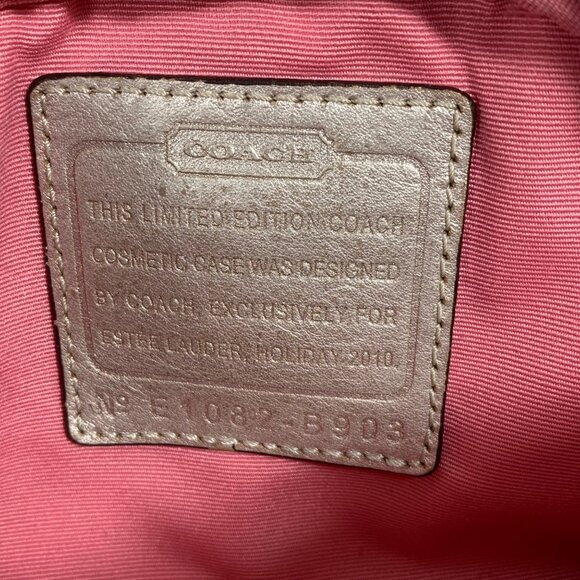 COACH
THIS LIMITED EDITION COACH
COSMETIC CASE WAS DESIGNED
BY COACH, EXCLUSIVELY FOR
ESTEE LAUDER, HOLIDAY 2010.
Nº E1082-B903